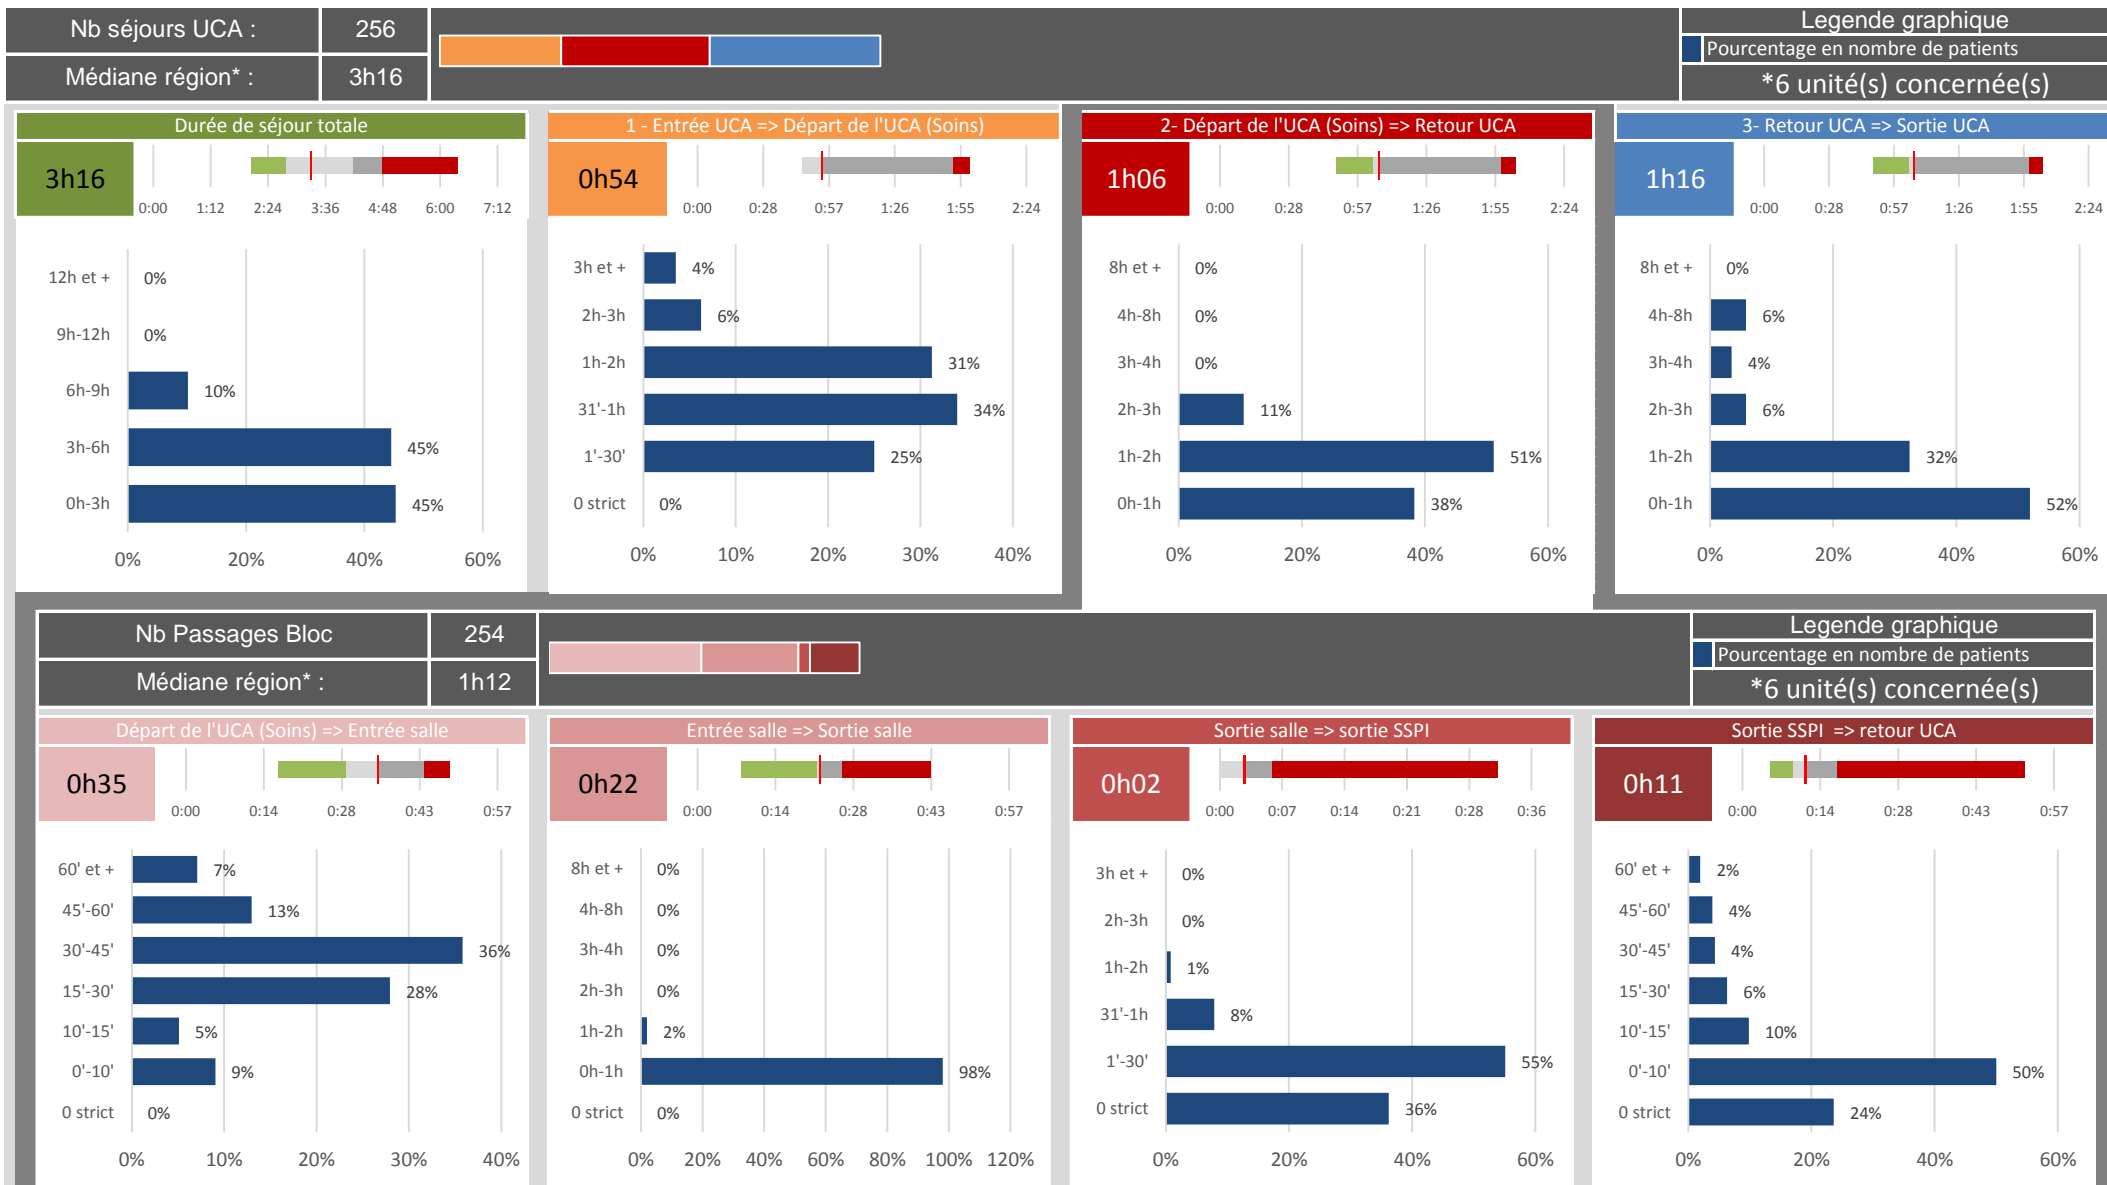 Nb séjours UCA : 256
Médiane région* : 3h16
Legende graphique
Pourcentage en nombre de patients
*6 unité(s) concernée(s)
Durée de séjour totale
3h16
0:00 1:12 2:24 3:36 4:48 6:00 7:12
12h et + 0%
9h-12h 0%
6h-9h 10%
3h-6h 45%
0h-3h 45%
0% 20% 40% 60%
1 - Entrée UCA => Départ de l'UCA (Soins)
0h54
0:00 0:28 0:57 1:26 1:55 2:24
3h et + 4%
2h-3h 6%
1h-2h 31%
31'-1h 34%
1'-30' 25%
0 strict 0%
0% 10% 20% 30% 40%
2- Départ de l'UCA (Soins) => Retour UCA
1h06
0:00 0:28 0:57 1:26 1:55 2:24
8h et + 0%
4h-8h 0%
3h-4h 0%
2h-3h 11%
1h-2h 51%
0h-1h 38%
0% 20% 40% 60%
3- Retour UCA => Sortie UCA
1h16
0:00 0:28 0:57 1:26 1:55 2:24
8h et + 0%
4h-8h 6%
3h-4h 4%
2h-3h 6%
1h-2h 32%
0h-1h 52%
0% 20% 40% 60%
Nb Passages Bloc 254
Médiane région* : 1h12
Legende graphique
Pourcentage en nombre de patients
*6 unité(s) concernée(s)
Départ de l'UCA (Soins) => Entrée salle
0h35
0:00 0:14 0:28 0:43 0:57
60' et + 7%
45'-60' 13%
30'-45' 36%
15'-30' 28%
10'-15' 5%
0'-10' 9%
0 strict 0%
0% 10% 20% 30% 40%
Entrée salle => Sortie salle
0h22
0:00 0:14 0:28 0:43 0:57
8h et + 0%
4h-8h 0%
3h-4h 0%
2h-3h 0%
1h-2h 2%
0h-1h 98%
0 strict 0%
0% 20% 40% 60% 80% 100% 120%
Sortie salle => sortie SSPI
0h02
0:00 0:07 0:14 0:21 0:28 0:36
3h et + 0%
2h-3h 0%
1h-2h 1%
31'-1h 8%
1'-30' 55%
0 strict 36%
0% 20% 40% 60%
Sortie SSPI => retour UCA
0h11
0:00 0:14 0:28 0:43 0:57
60' et + 2%
45'-60' 4%
30'-45' 4%
15'-30' 6%
10'-15' 10%
0'-10' 50%
0 strict 24%
0% 20% 40% 60%